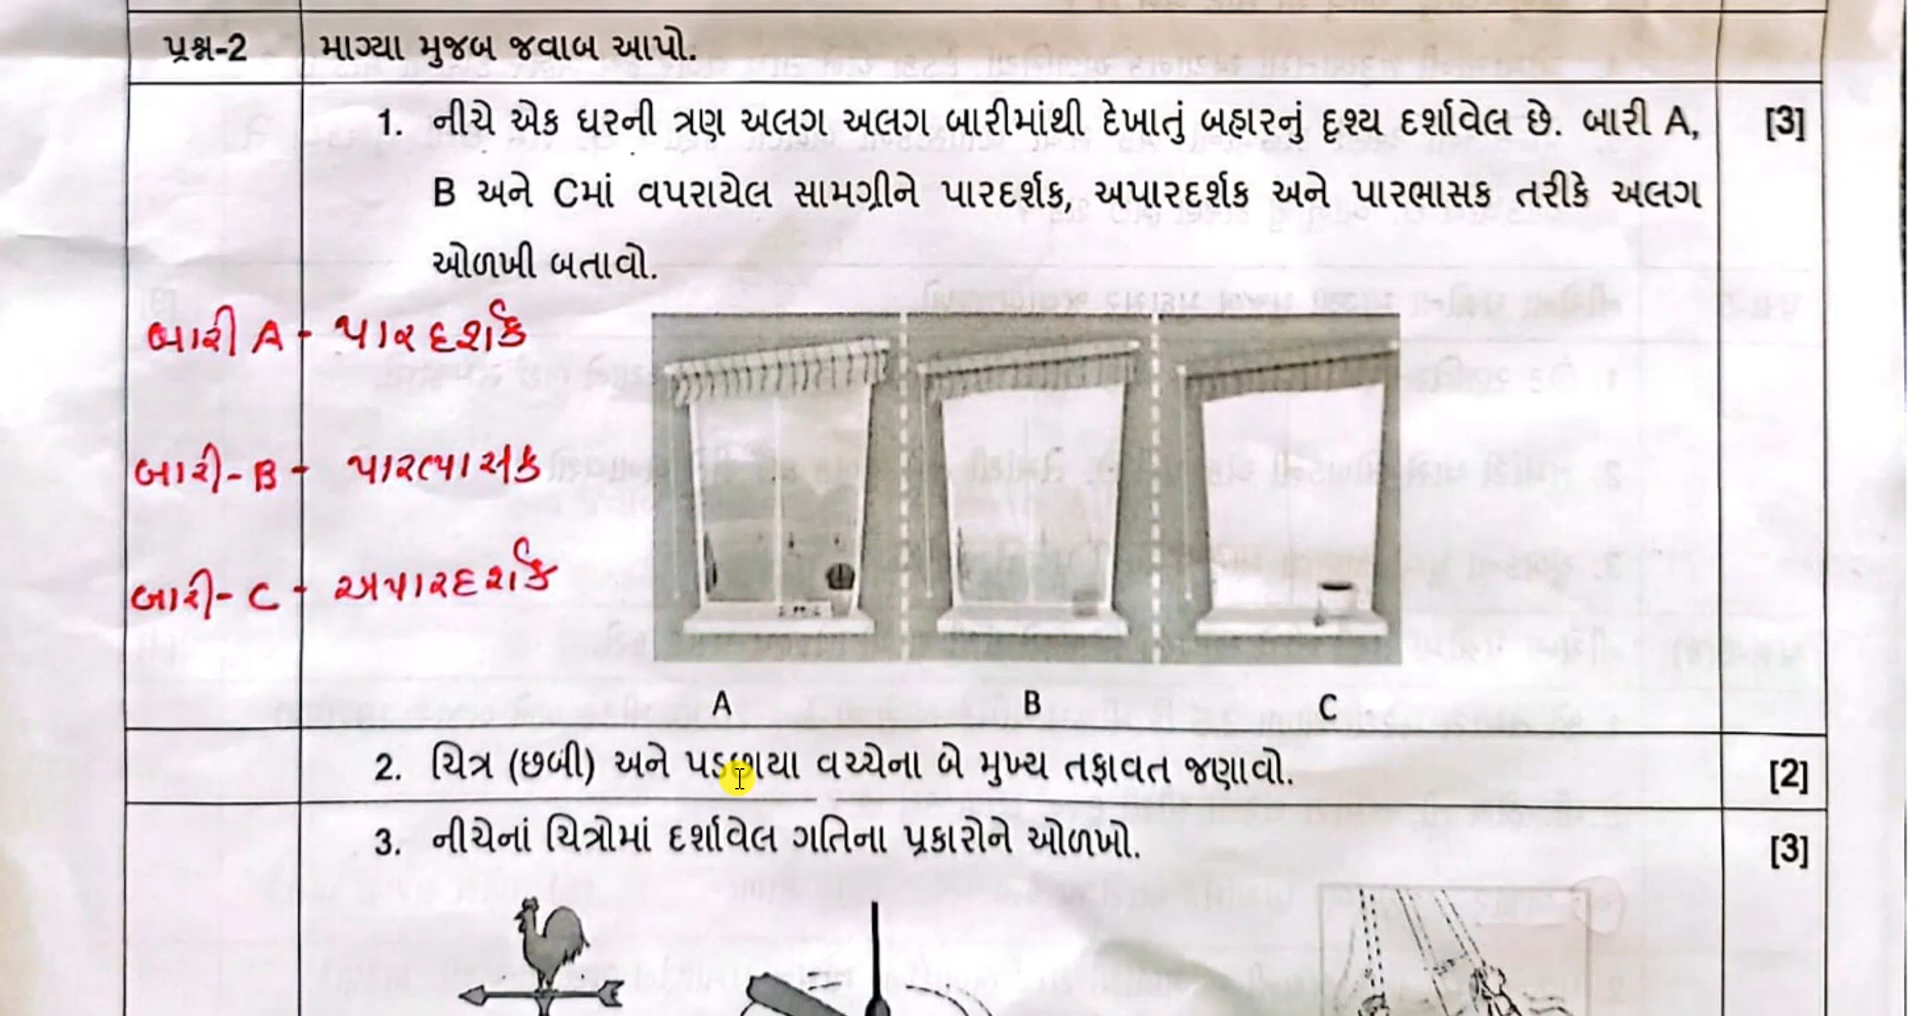 પ્રશ્ન-2 માગ્યા મુજબ જવાબ આપો.
1. નીચે એક ઘરની ત્રણ અલગ અલગ બારીમાંથી દેખાતું બહારનું દૃશ્ય દર્શાવેલ છે. બારી A, [3]
B અને Cમાં વપરાયેલ સામગ્રીને પારદર્શક, અપારદર્શક અને પારભાસક તરીકે અલગ
ઓળખી બતાવો.
બારી A - પારદર્શક
બારી-B - પારભાસક
બારી-C - અપારદર્શક
A B C
2. ચિત્ર (છબી) અને પડછાયા વચ્ચેના બે મુખ્ય તફાવત જણાવો. [2]
3. નીચેનાં ચિત્રોમાં દર્શાવેલ ગતિના પ્રકારોને ઓળખો. [3]